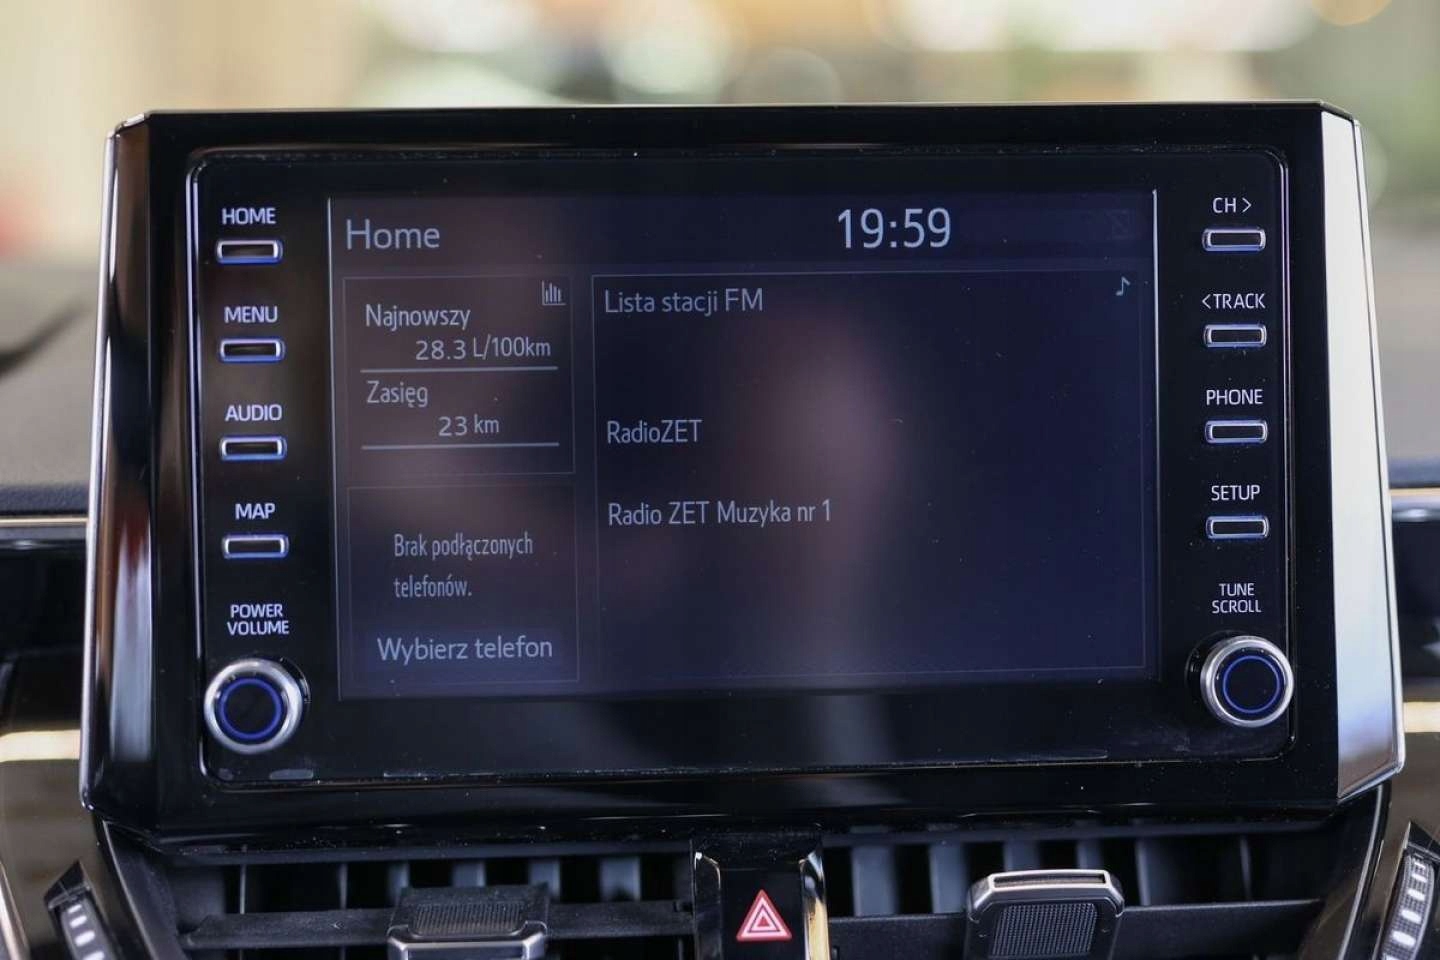 HOME
MENU
AUDIO
MAP
POWER
VOLUME
Home
19:59
Najnowszy
28.3 L/100km
Zasięg
23 km
Brak podłączonych
telefonów.
Wybierz telefon
Lista stacji FM
RadioZET
Radio ZET Muzyka nr 1
CH >
<TRACK
PHONE
SETUP
TUNE
SCROLL